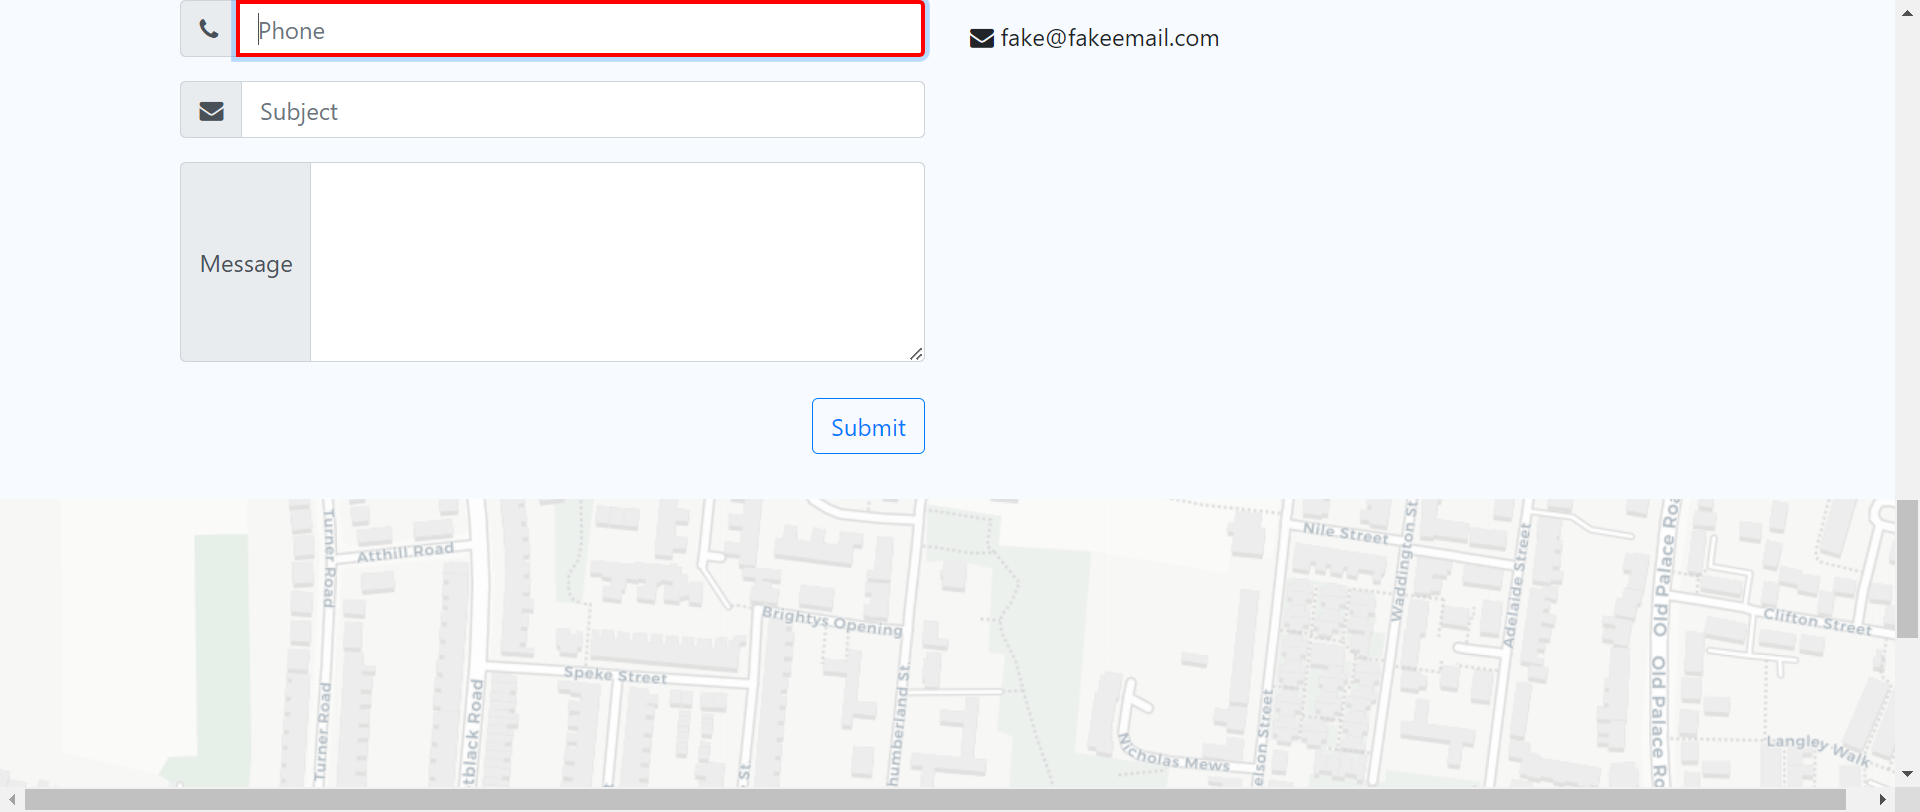 Phone
fake@fakeemail.com
Subject
Message
Submit
Turner Road
Atthill Road
Nile Street
Waddington St.
Adelaide Street
Old Palace Ro
Clifton Street
Brightys Opening
Speke Street
humberland St.
Turner Road
tblack Road
St.
Nicholas Mews
elson Street
Old Palace Ro
Langley Walk